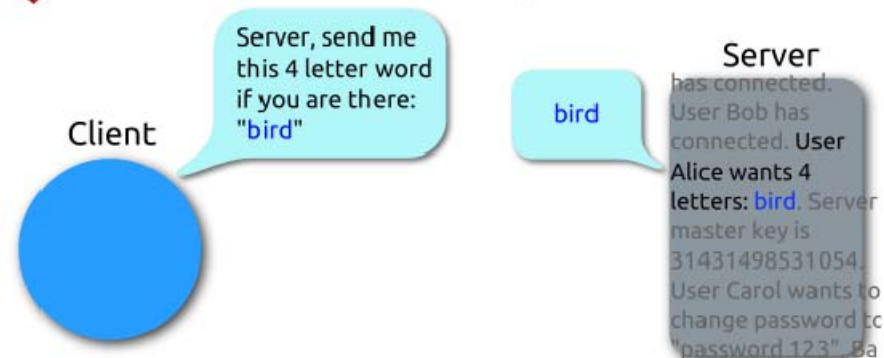 Server, send me
this 4 letter word
if you are there:
"bird"
Client
bird
Server
has connected.
User Bob has
connected. User
Alice wants 4
letters: bird. Server
master key is
31431498531054.
User Carol wants to
change password to
"password 123". Ba